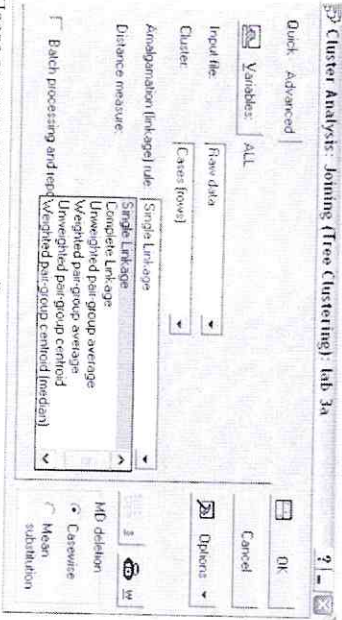 Cluster Analysis: Joining (Tree Clustering): lab 3a
? - X
Quick Advanced
Variables: ALL
Input file: Raw data
Cluster: Cases (rows)
Amalgamation (linkage) rule: Single Linkage
Distance measure:
Single Linkage
Complete Linkage
Unweighted pair-group average
Weighted pair-group average
Unweighted pair-group centroid
Weighted pair-group centroid (median)
Batch processing and repo
OK
Cancel
Options
MD deletion
Casewise
Mean
substitution